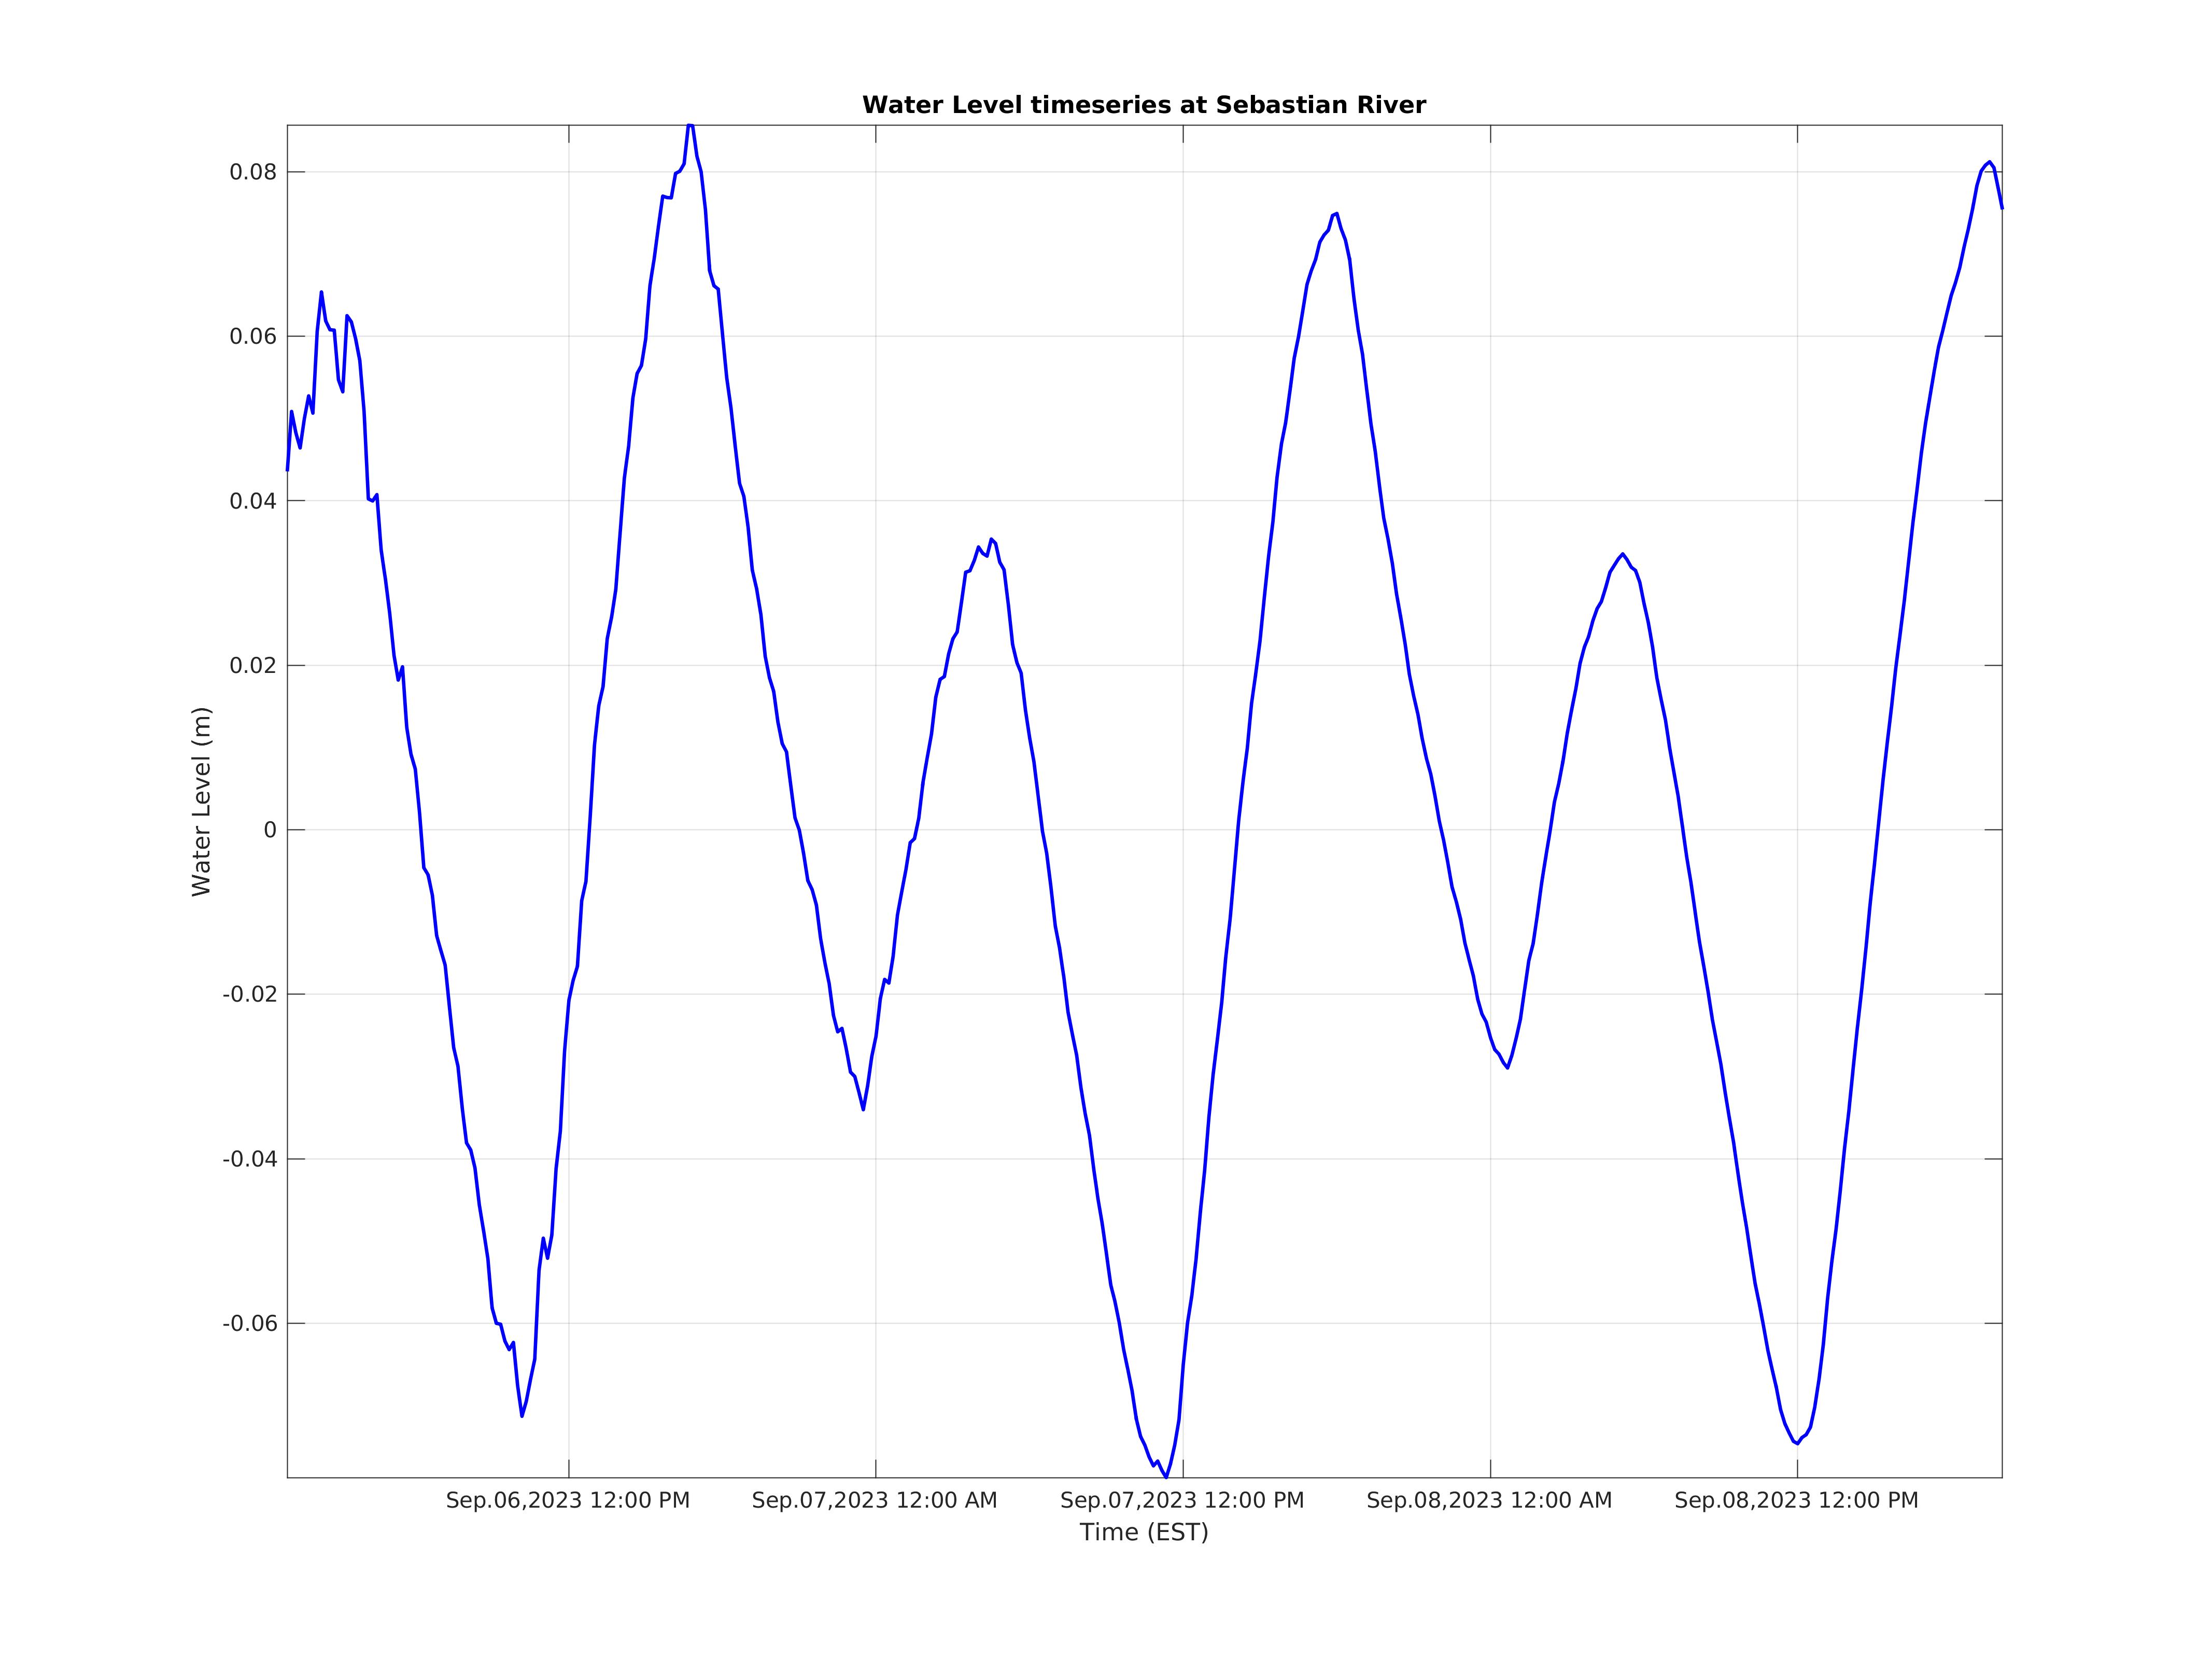 Water Level timeseries at Sebastian River
0.08
0.06
0.04
0.02
0
-0.02
-0.04
-0.06
Water Level (m)
Sep.06,2023 12:00 PM
Sep.07,2023 12:00 AM
Sep.07,2023 12:00 PM
Sep.08,2023 12:00 AM
Sep.08,2023 12:00 PM
Time (EST)